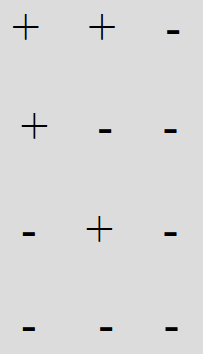 + + -
+ - -
- + -
- - -